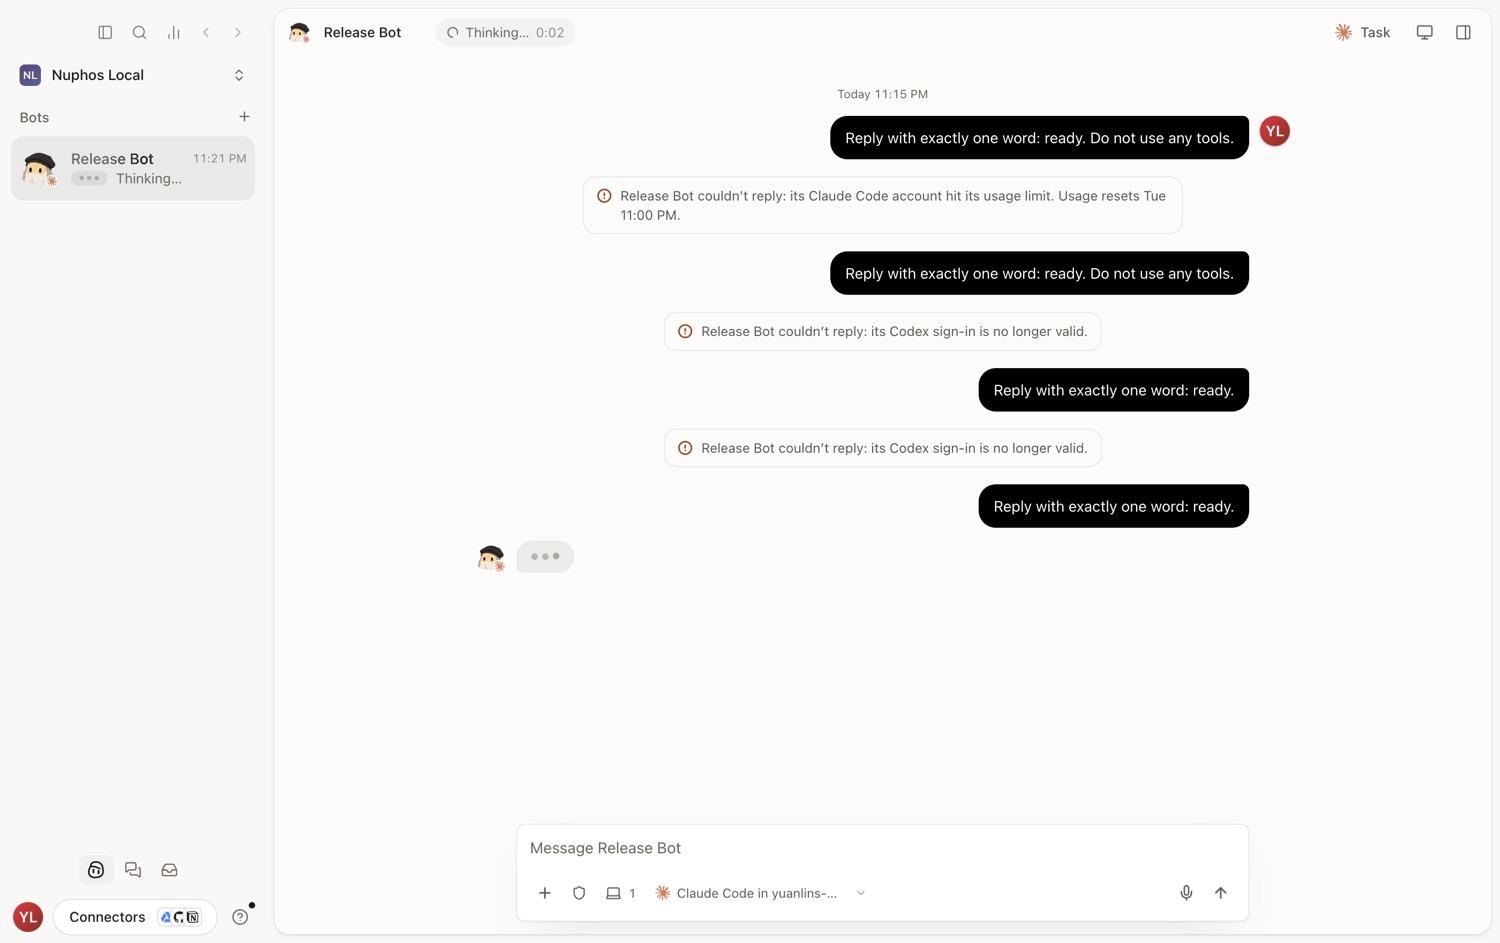 Release Bot
Thinking... 0:02
Task
NL
Nuphos Local
Bots
Release Bot
11:21 PM
Thinking...
Today 11:15 PM
Reply with exactly one word: ready. Do not use any tools.
YL
Release Bot couldn’t reply: its Claude Code account hit its usage limit. Usage resets Tue
11:00 PM.
Reply with exactly one word: ready. Do not use any tools.
Release Bot couldn’t reply: its Codex sign-in is no longer valid.
Reply with exactly one word: ready.
Release Bot couldn’t reply: its Codex sign-in is no longer valid.
Reply with exactly one word: ready.
Message Release Bot
1
Claude Code in yuanlins-...
YL
Connectors